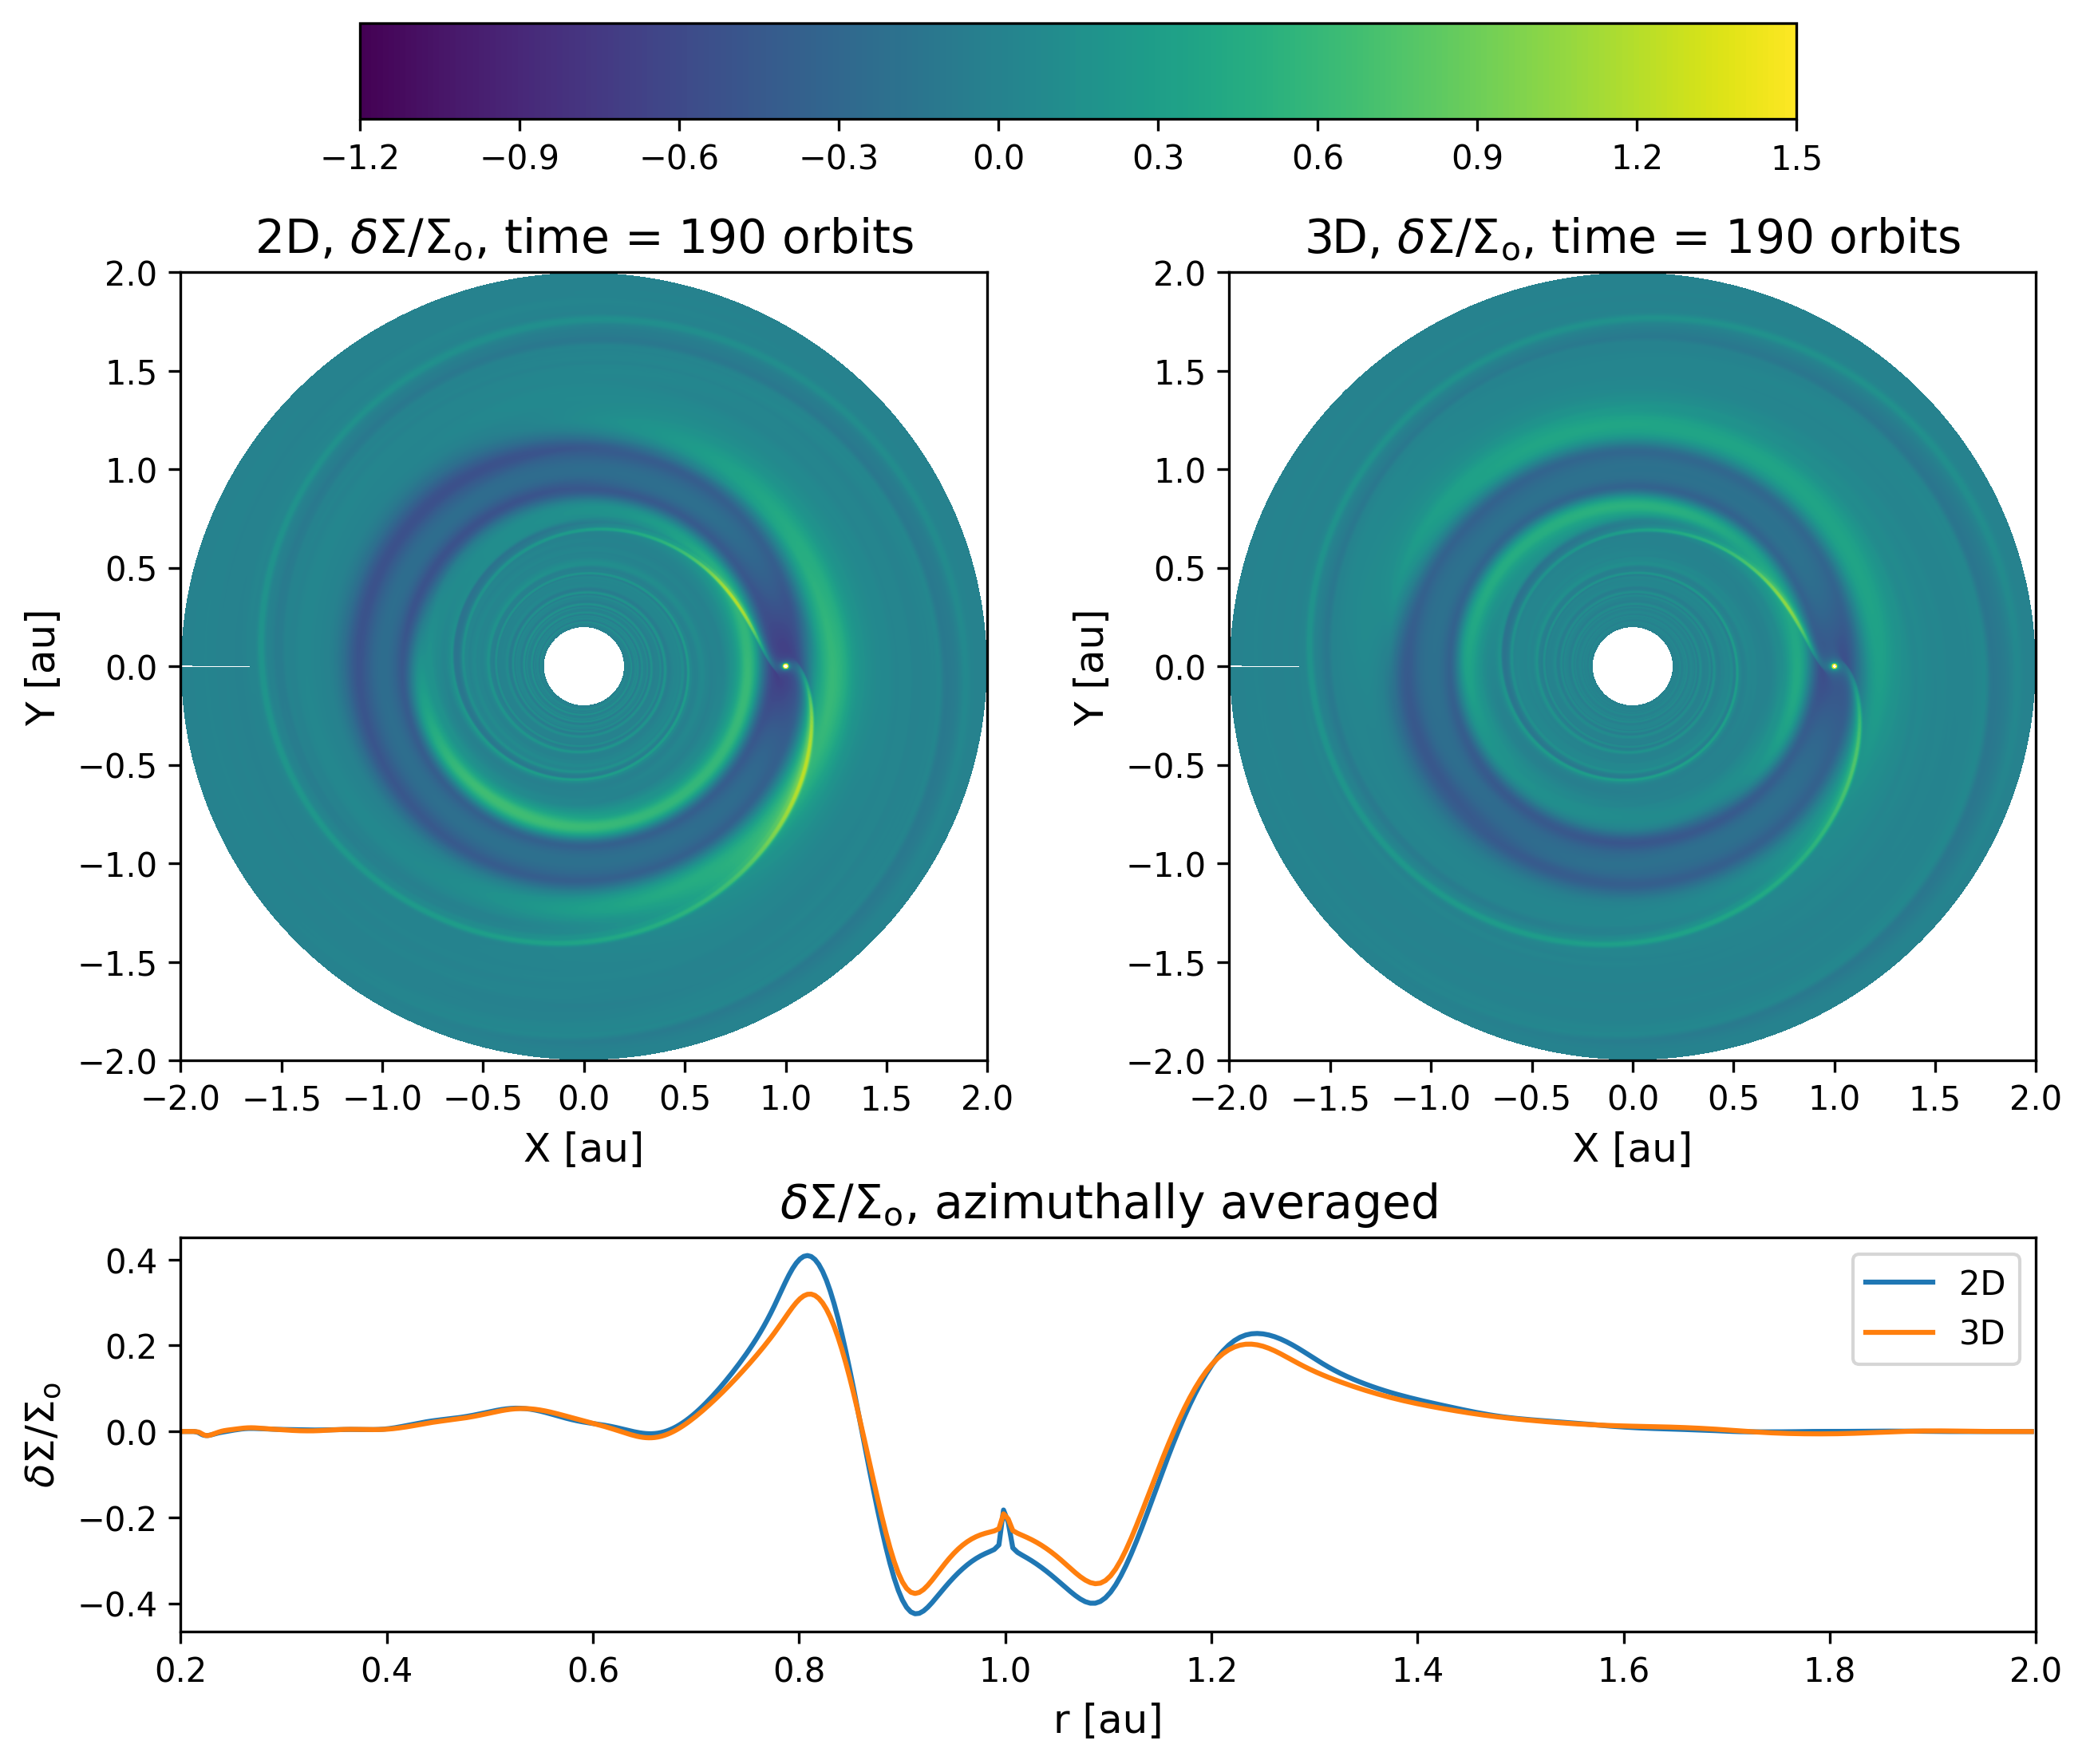 −1.2 −0.9 −0.6 −0.3 0.0 0.3 0.6 0.9 1.2 1.5
2D, δΣ/Σₒ, time = 190 orbits
2.0
1.5
1.0
0.5
0.0
−0.5
−1.0
−1.5
−2.0
Y [au]
−2.0 −1.5 −1.0 −0.5 0.0 0.5 1.0 1.5 2.0
X [au]
3D, δΣ/Σₒ, time = 190 orbits
2.0
1.5
1.0
0.5
0.0
−0.5
−1.0
−1.5
−2.0
Y [au]
−2.0 −1.5 −1.0 −0.5 0.0 0.5 1.0 1.5 2.0
X [au]
δΣ/Σₒ, azimuthally averaged
0.4
0.2
0.0
−0.2
−0.4
δΣ/Σₒ
2D
3D
0.2 0.4 0.6 0.8 1.0 1.2 1.4 1.6 1.8 2.0
r [au]